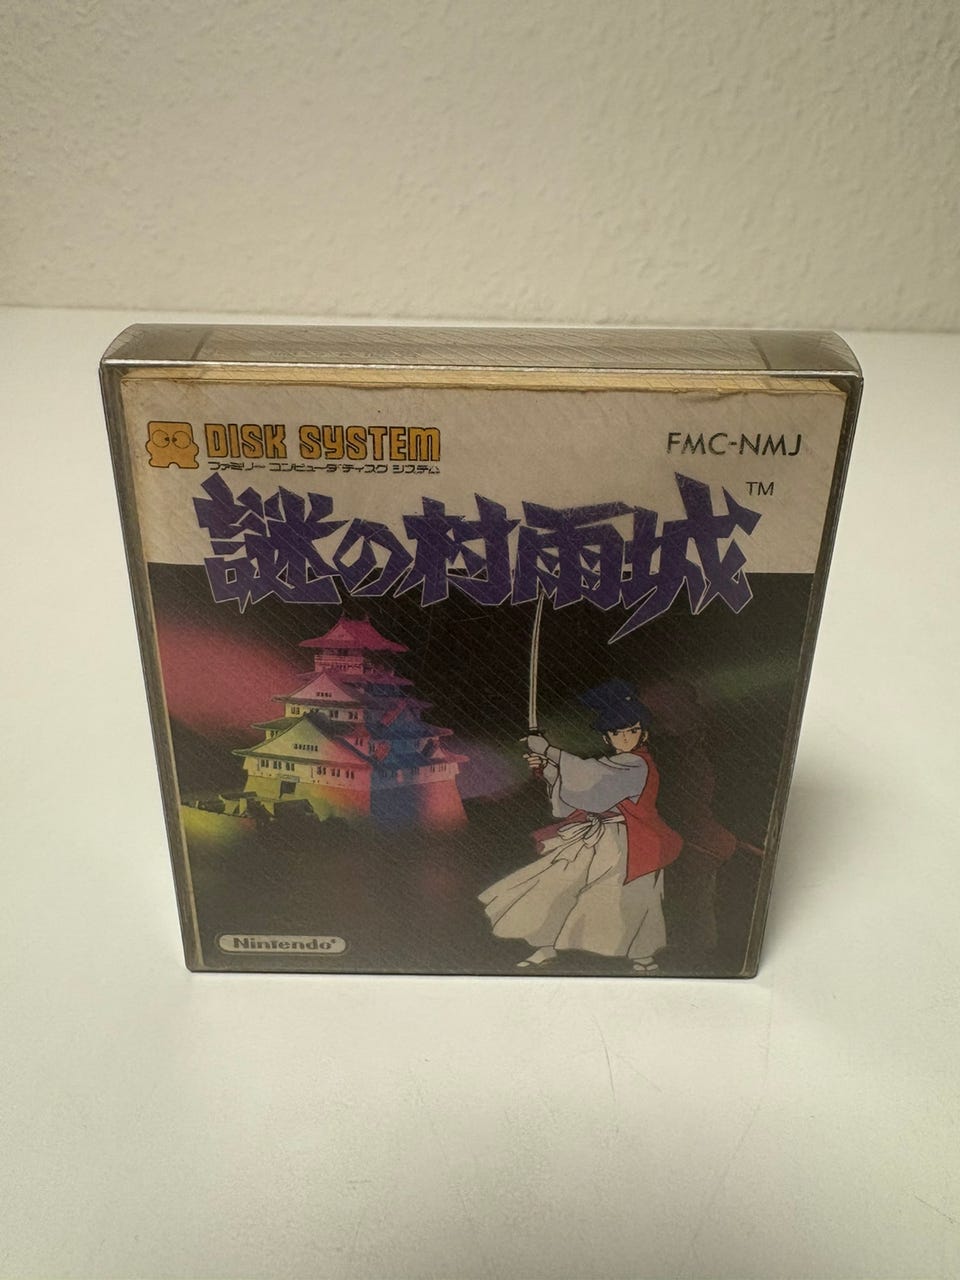 DISK SYSTEM
ファミリー コンピュータ ディスク システム
FMC-NMJ
謎の村雨城
TM
Nintendo®